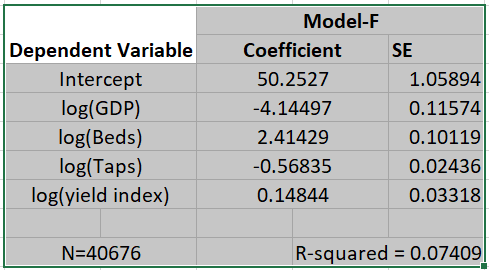 Model-F
Dependent Variable Coefficient SE
Intercept 50.2527 1.05894
log(GDP) -4.14497 0.11574
log(Beds) 2.41429 0.10119
log(Taps) -0.56835 0.02436
log(yield index) 0.14844 0.03318
N=40676 R-squared = 0.07409